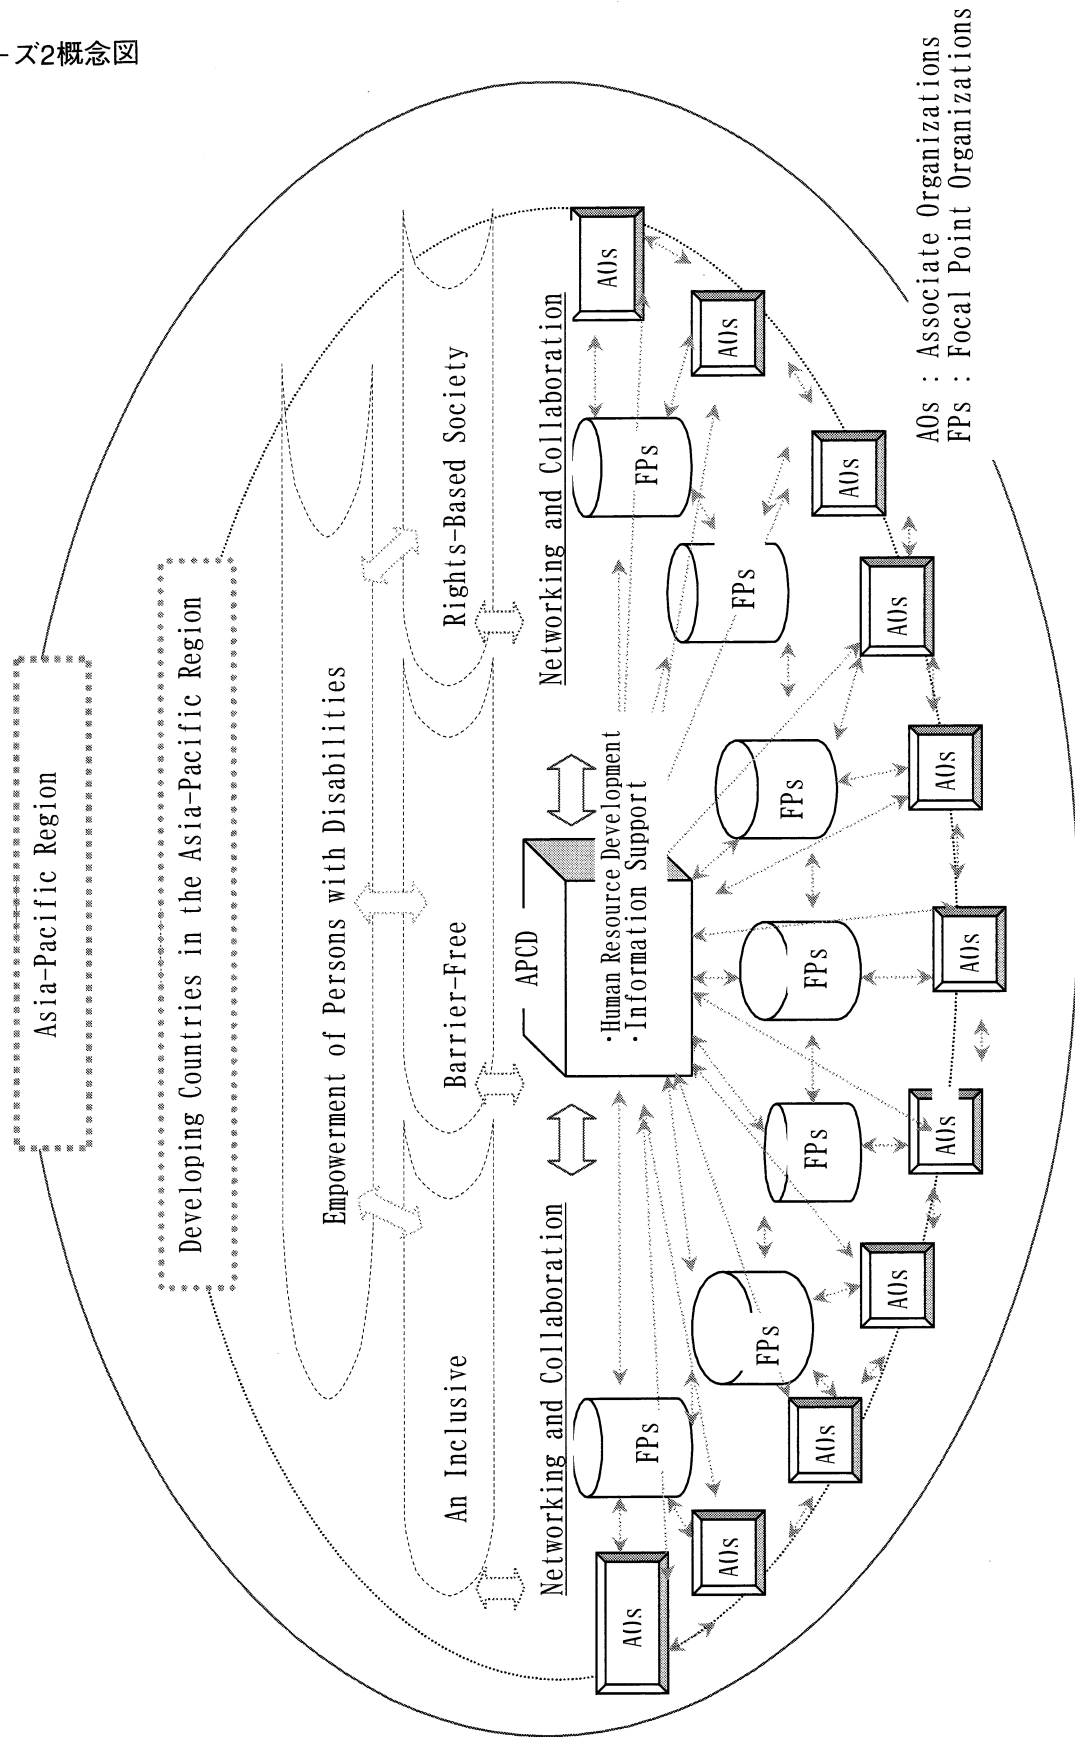 ーズ2概念図
Asia-Pacific Region
Developing Countries in the Asia-Pacific Region
Empowerment of Persons with Disabilities
An Inclusive
Barrier-Free
Rights-Based Society
Networking and Collaboration
APCD
Networking and Collaboration
・Human Resource Development
・Information Support
AOs
FPs
FPs
AOs
AOs
FPs
FPs
AOs
AOs
FPs
FPs
FPs
FPs
AOs
AOs
AOs
AOs
AOs
AOs
AOs
AOs : Associate Organizations
FPs : Focal Point Organizations